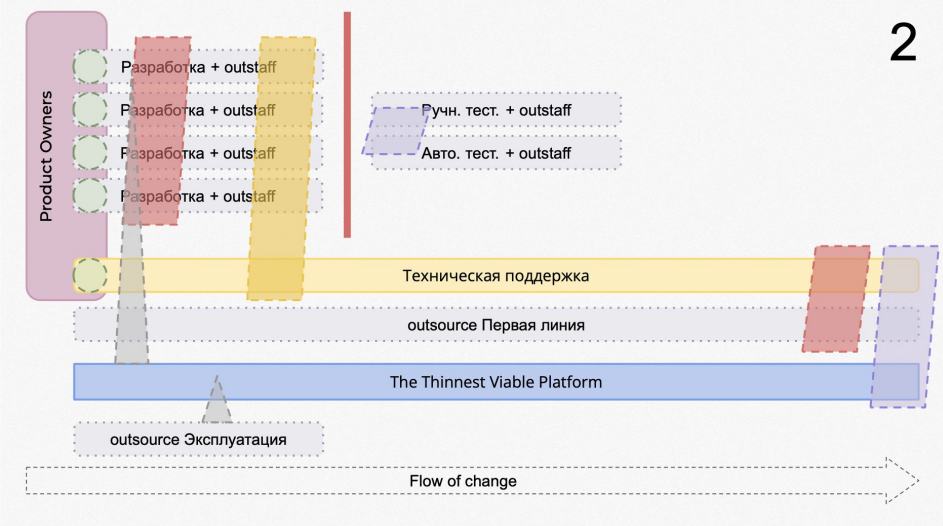 2
Product Owners
Разработка + outstaff
Разработка + outstaff
Разработка + outstaff
Разработка + outstaff
Ручн. тест. + outstaff
Авто. тест. + outstaff
Техническая поддержка
outsource Первая линия
The Thinnest Viable Platform
outsource Эксплуатация
Flow of change